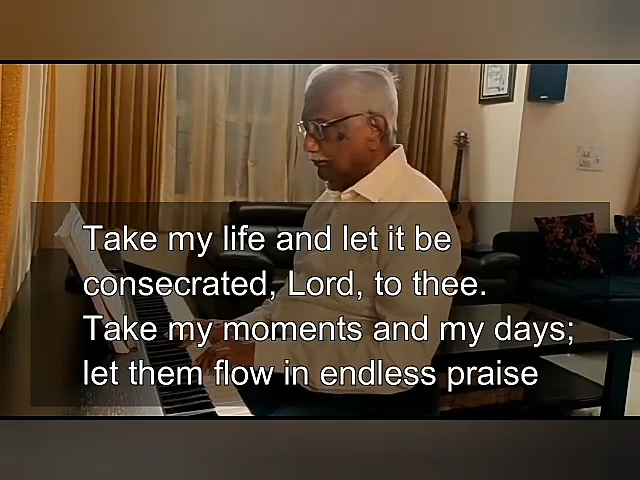 Take my life and let it be
consecrated, Lord, to thee.
Take my moments and my days;
let them flow in endless praise